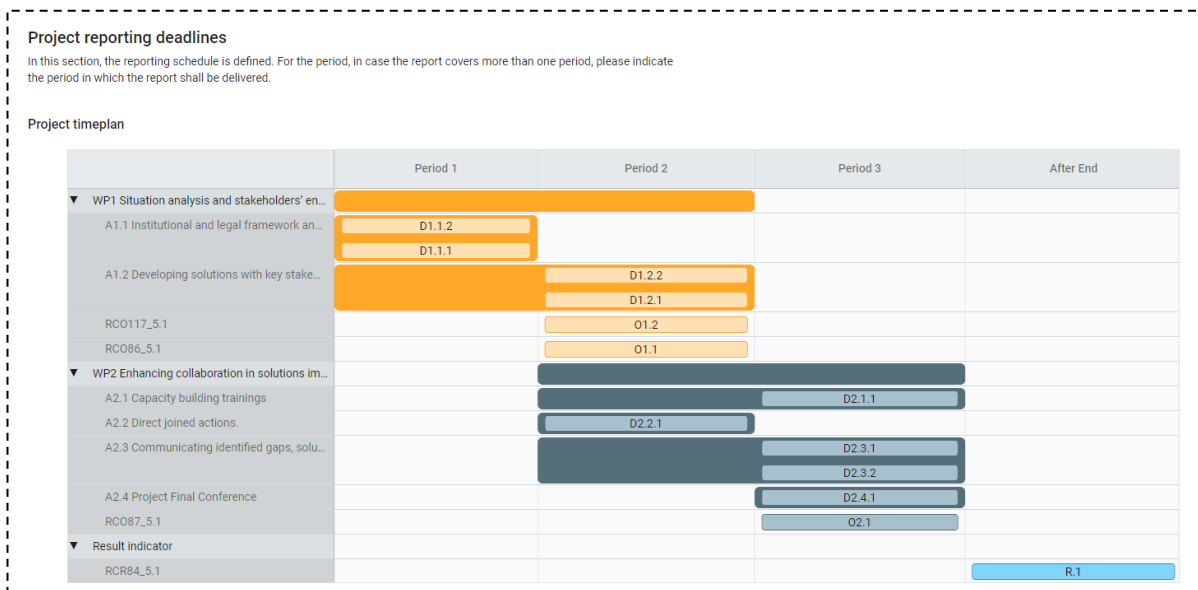 Project reporting deadlines
In this section, the reporting schedule is defined. For the period, in case the report covers more than one period, please indicate
the period in which the report shall be delivered.
Project timeplan
Period 1 Period 2 Period 3 After End
WP1 Situation analysis and stakeholders' en...
A1.1 Institutional and legal framework an... D1.1.2
D1.1.1
A1.2 Developing solutions with key stake... D1.2.2
D1.2.1
RCO117_5.1 O1.2
RCO86_5.1 O1.1
WP2 Enhancing collaboration in solutions im...
A2.1 Capacity building trainings D2.1.1
A2.2 Direct joined actions. D2.2.1
A2.3 Communicating identified gaps, solu... D2.3.1
D2.3.2
A2.4 Project Final Conference D2.4.1
RCO87_5.1 O2.1
Result indicator
RCR84_5.1 R.1